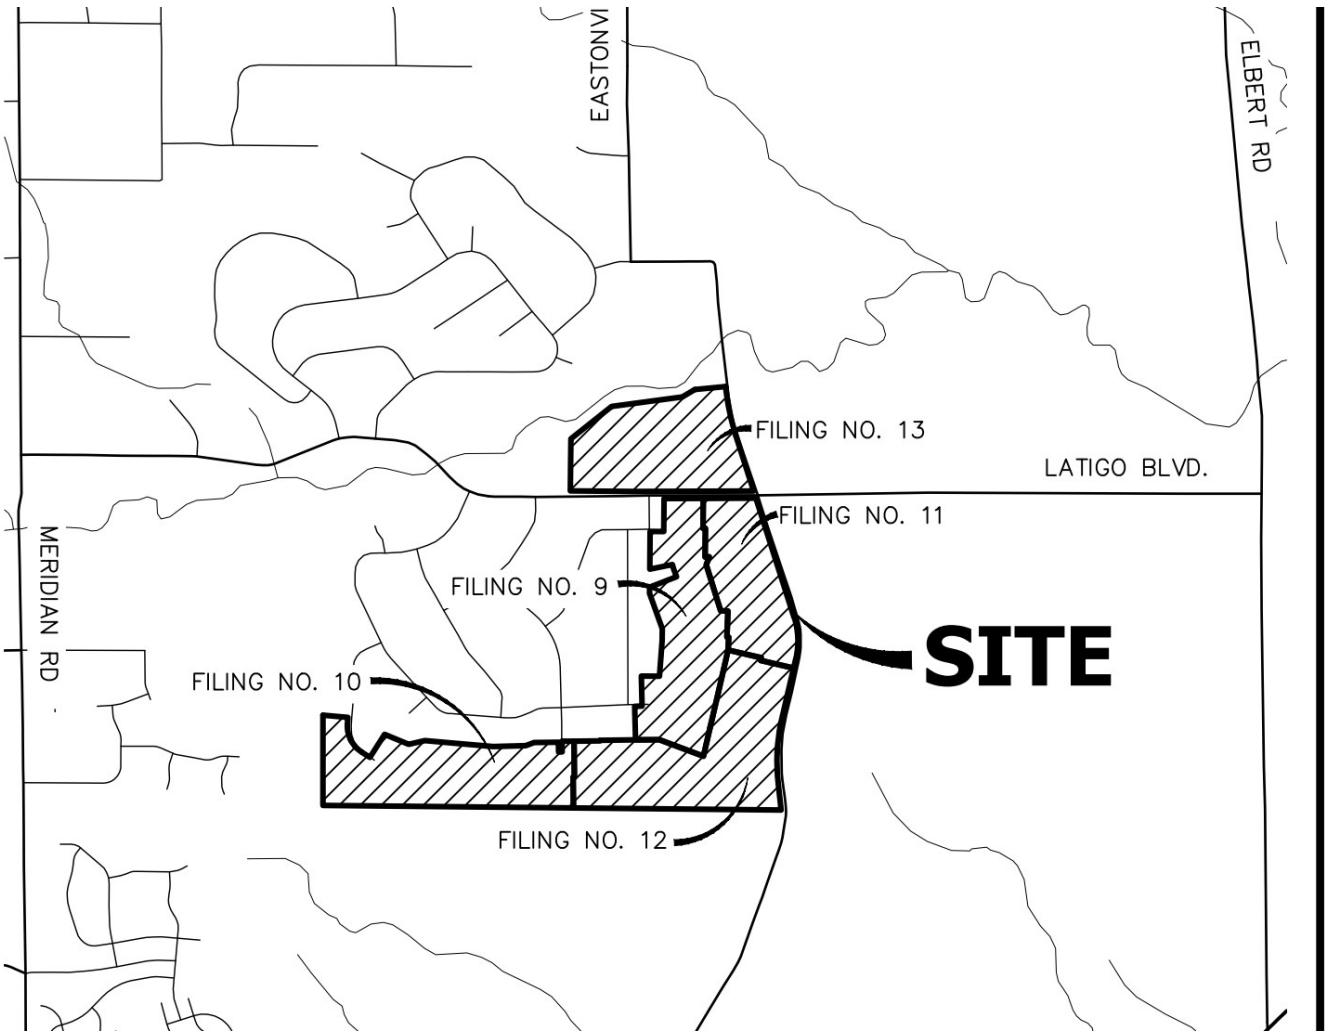 EASTONVI
ELBERT RD
FILING NO. 13
LATIGO BLVD.
FILING NO. 11
MERIDIAN RD
FILING NO. 9
SITE
FILING NO. 10
FILING NO. 12